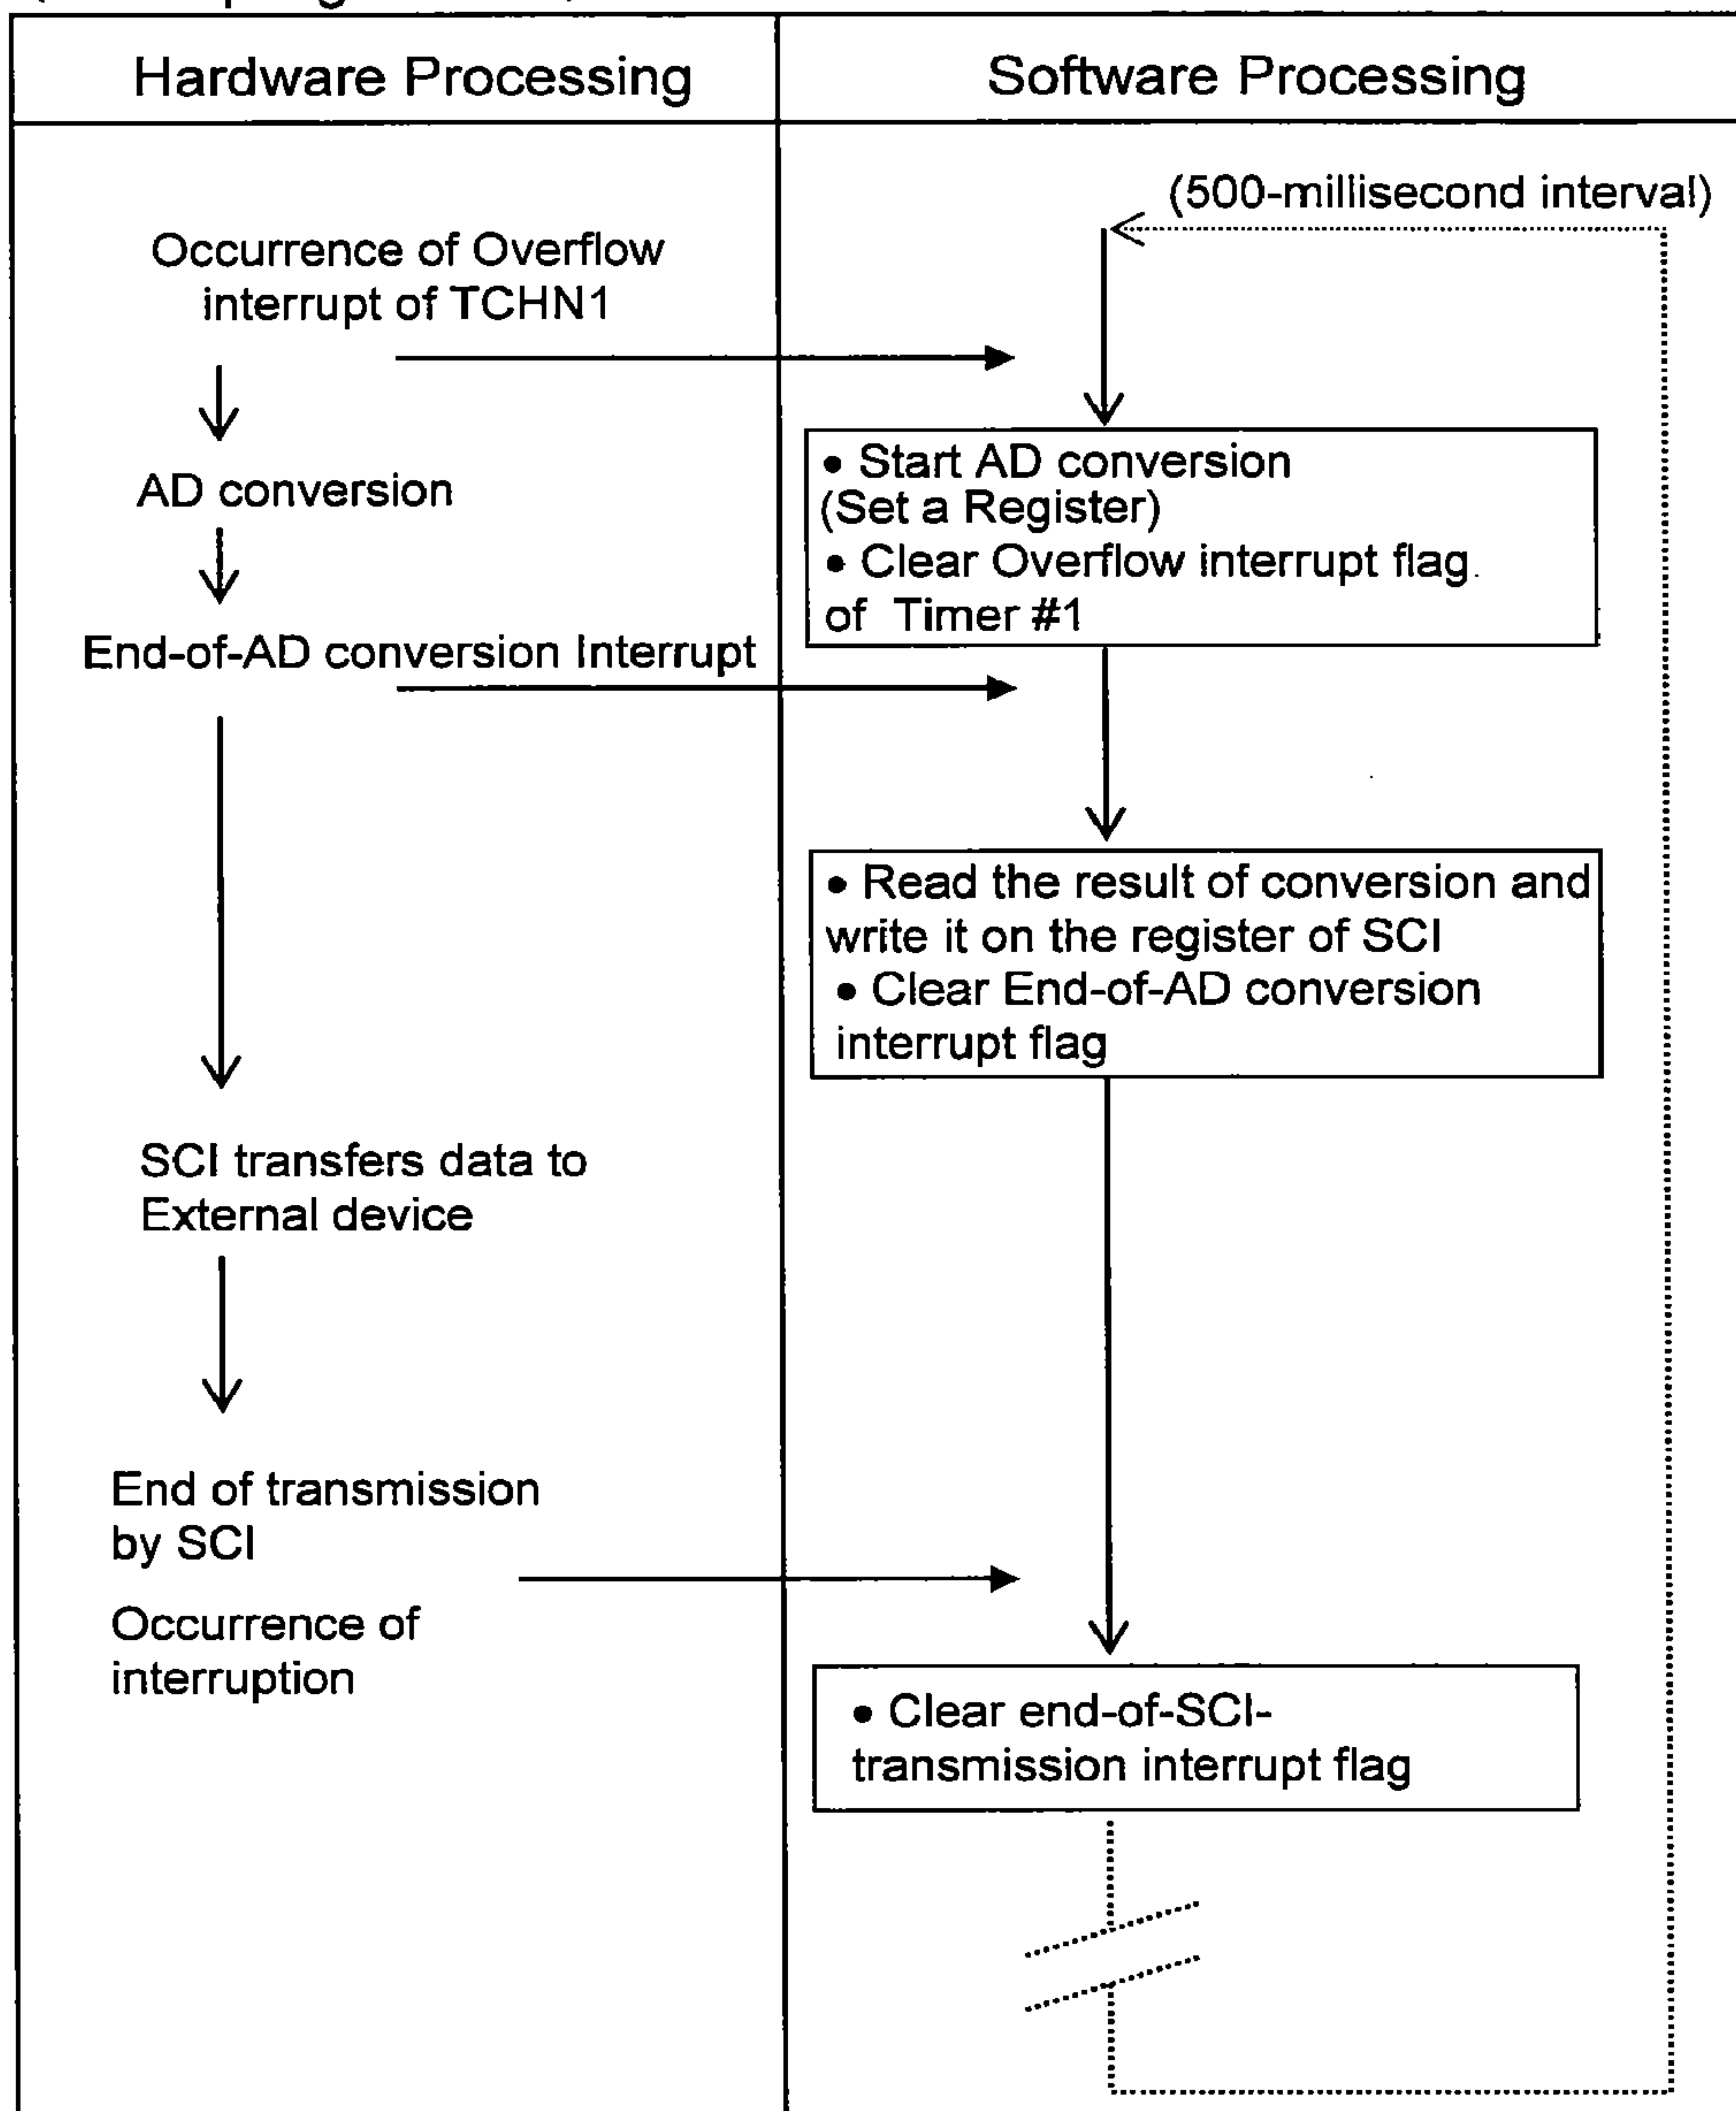 Hardware Processing
Software Processing
(500-millisecond interval)
Occurrence of Overflow
interrupt of TCHN1
AD conversion
• Start AD conversion
(Set a Register)
• Clear Overflow interrupt flag.
of Timer #1
End-of-AD conversion Interrupt
• Read the result of conversion and
write it on the register of SCI
• Clear End-of-AD conversion
interrupt flag
SCI transfers data to
External device
End of transmission
by SCI
Occurrence of
interruption
• Clear end-of-SCI-
transmission interrupt flag